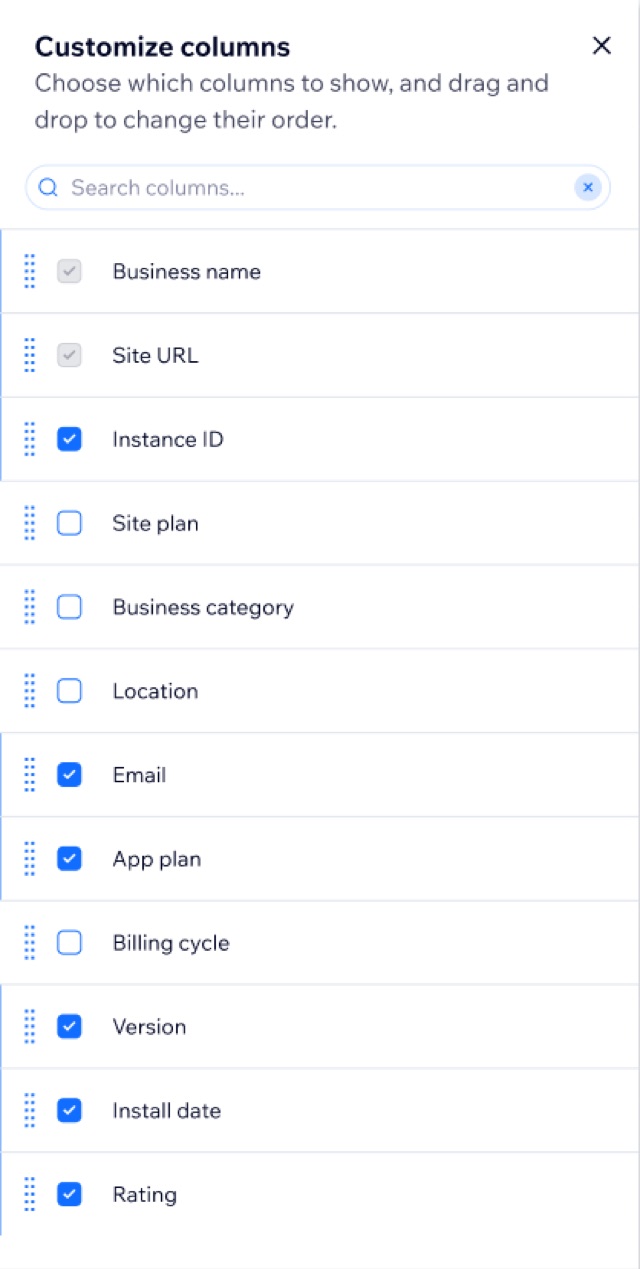 Customize columns
Choose which columns to show, and drag and
drop to change their order.
Search columns...
Business name
Site URL
Instance ID
Site plan
Business category
Location
Email
App plan
Billing cycle
Version
Install date
Rating